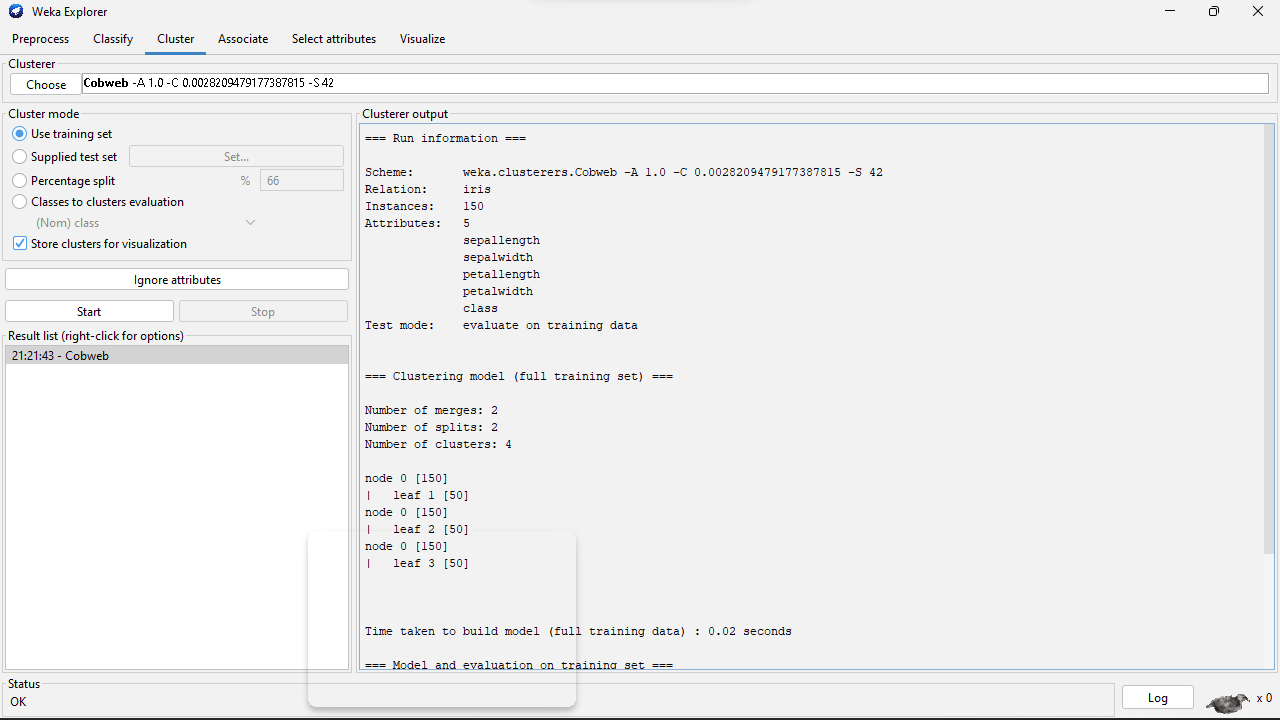 Weka Explorer
Preprocess Classify Cluster Associate Select attributes Visualize
Clusterer
Choose Cobweb -A 1.0 -C 0.0028209479177387815 -S 42
Cluster mode
Use training set
Supplied test set Set...
Percentage split % 66
Classes to clusters evaluation
(Nom) class
Store clusters for visualization
Ignore attributes
Start Stop
Result list (right-click for options)
21:21:43 - Cobweb
Clusterer output
=== Run information ===
Scheme: weka.clusterers.Cobweb -A 1.0 -C 0.0028209479177387815 -S 42
Relation: iris
Instances: 150
Attributes: 5
sepallength
sepalwidth
petallength
petalwidth
class
Test mode: evaluate on training data
=== Clustering model (full training set) ===
Number of merges: 2
Number of splits: 2
Number of clusters: 4
node 0 [150]
| leaf 1 [50]
node 0 [150]
| leaf 2 [50]
node 0 [150]
| leaf 3 [50]
Time taken to build model (full training data) : 0.02 seconds
=== Model and evaluation on training set ===
Status
OK
Log x 0